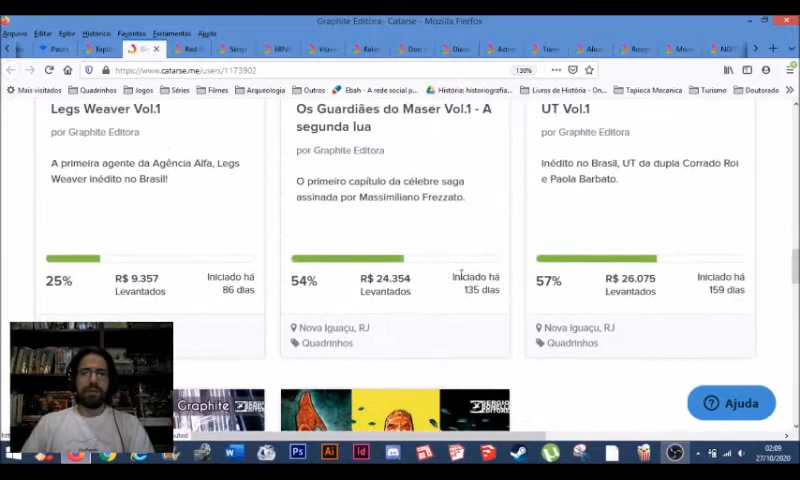 Graphite Editora - Catarse - Mozilla Firefox
Arquivo Editar Exibir Histórico Favoritos Ferramentas Ajuda
https://www.catarse.me/users/1173902
130%
Mais visitados Quadrinhos Jogos Séries Filmes Arqueologia Outros Ebah - A rede social p... História: historiografia... Livros de História - On... Tapioca Mecanica Turismo Doutorado
Legs Weaver Vol.1
por Graphite Editora
A primeira agente da Agência Alfa, Legs
Weaver inédito no Brasil!
25%
R$ 9.357
Levantados
Iniciado há
86 dias
Os Guardiães do Maser Vol.1 - A
segunda lua
por Graphite Editora
O primeiro capítulo da célebre saga
assinada por Massimiliano Frezzato.
54%
R$ 24.354
Levantados
Iniciado há
135 dias
Nova Iguaçu, RJ
Quadrinhos
UT Vol.1
por Graphite Editora
Inédito no Brasil, UT da dupla Corrado Roi
e Paola Barbato.
57%
R$ 26.075
Levantados
Iniciado há
159 dias
Nova Iguaçu, RJ
Quadrinhos
Graphite
SERGIO
BONELLI
EDITORE
SERGIO
BONELLI
EDITORE
Ajuda
02:09
27/10/2020